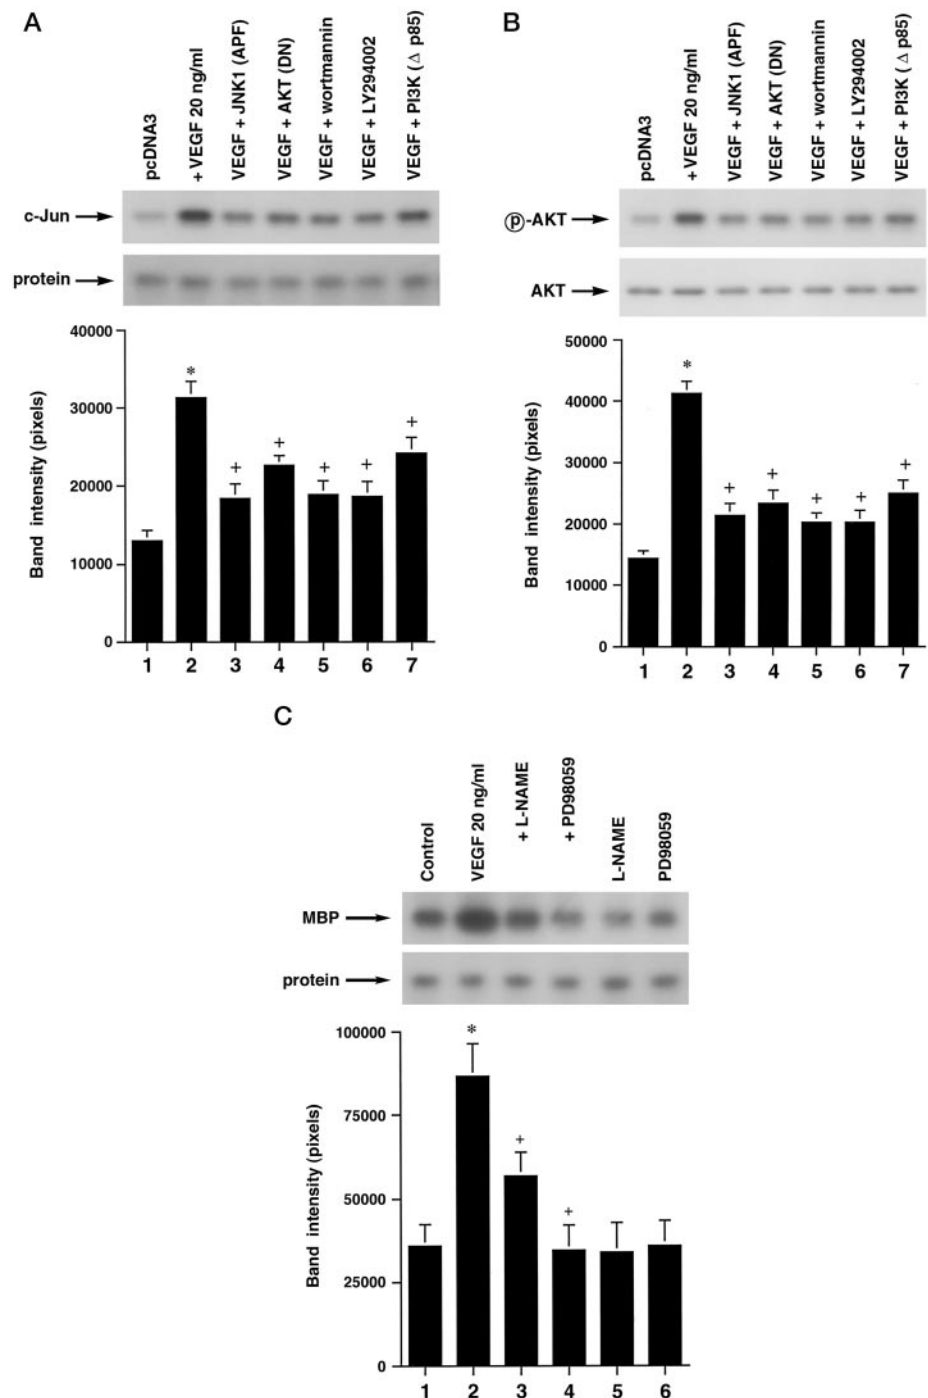 A
pcDNA3
+ VEGF 20 ng/ml
VEGF + JNK1 (APF)
VEGF + AKT (DN)
VEGF + wortmannin
VEGF + LY294002
VEGF + PI3K (Δ p85)
c-Jun
protein
Band intensity (pixels)
40000
30000
20000
10000
0
*
+
+
+
+
+
1 2 3 4 5 6 7
B
pcDNA3
+ VEGF 20 ng/ml
VEGF + JNK1 (APF)
VEGF + AKT (DN)
VEGF + wortmannin
VEGF + LY294002
VEGF + PI3K (Δ p85)
ⓟ-AKT
AKT
Band intensity (pixels)
50000
40000
30000
20000
10000
0
*
+
+
+
+
+
1 2 3 4 5 6 7
C
Control
VEGF 20 ng/ml
+ L-NAME
+ PD98059
L-NAME
PD98059
MBP
protein
Band intensity (pixels)
100000
75000
50000
25000
0
*
+
+
1 2 3 4 5 6